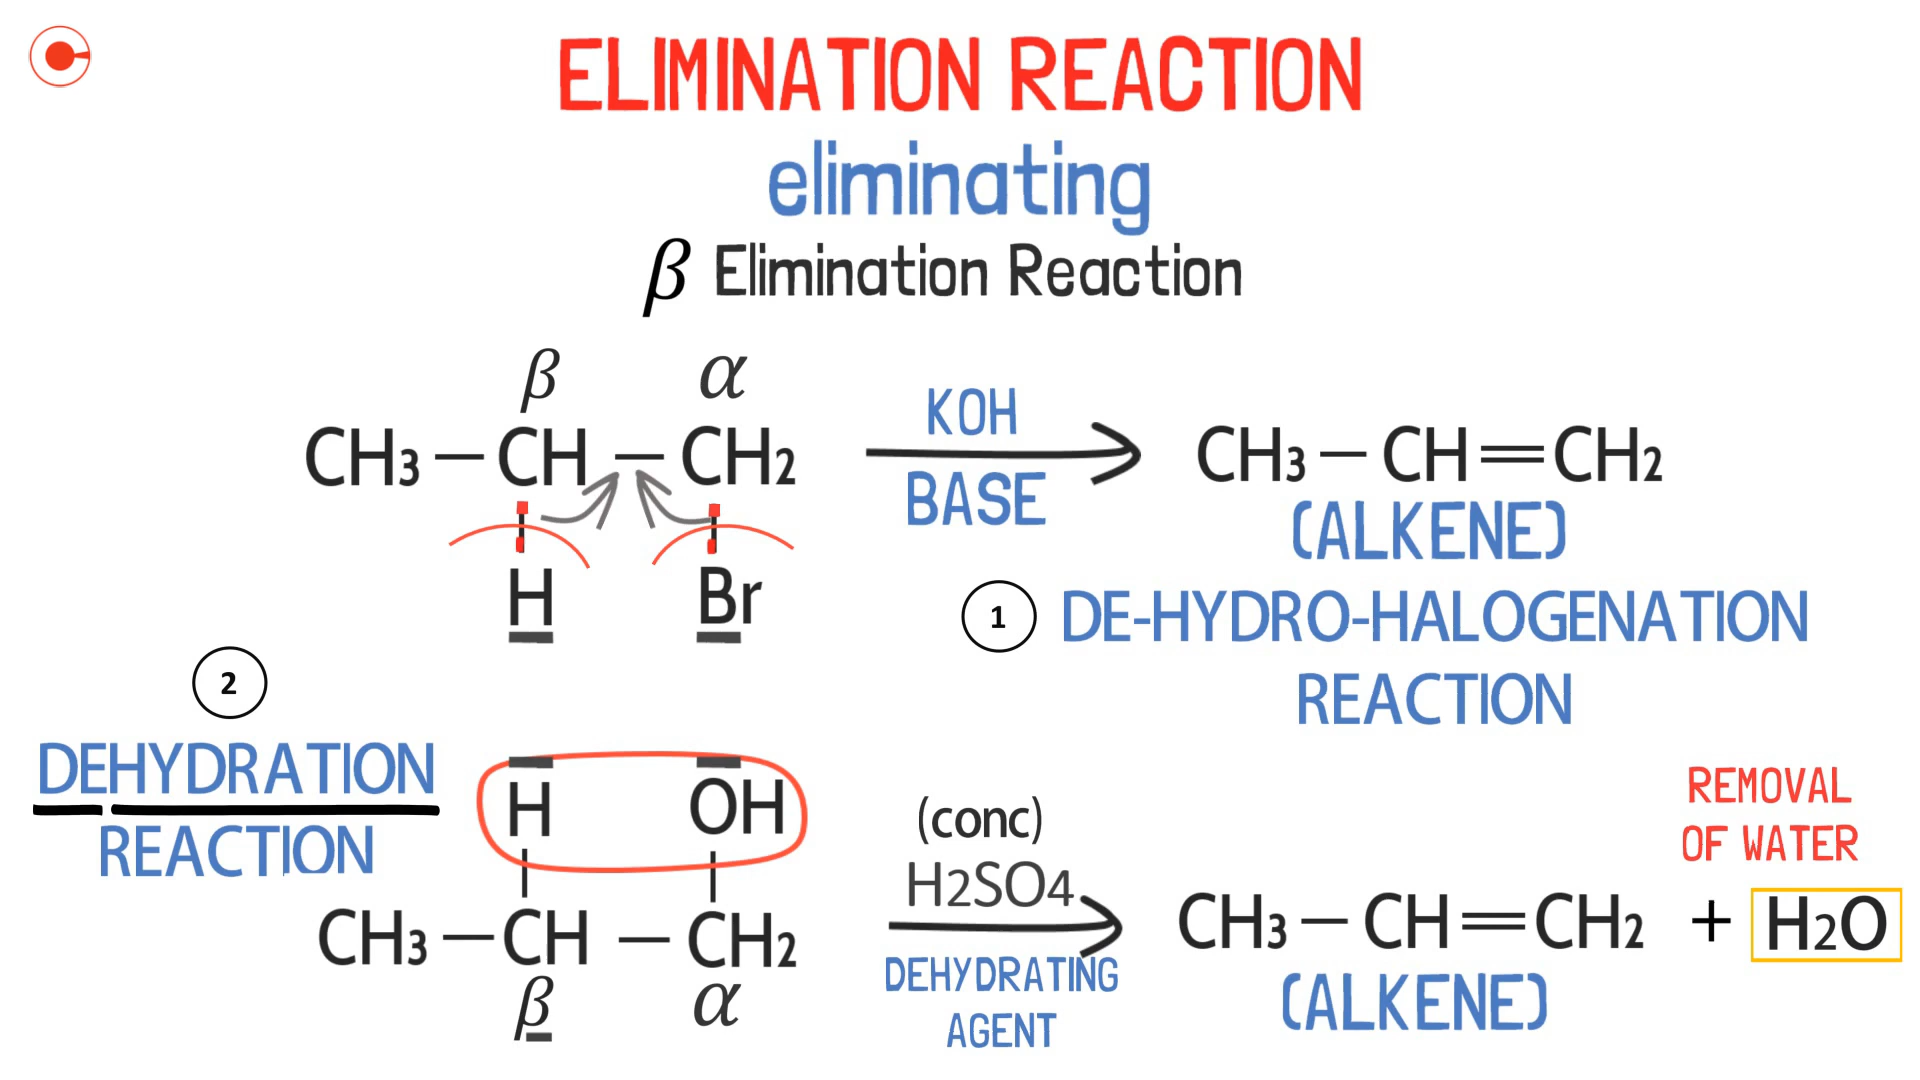 ELIMINATION REACTION
eliminating
β Elimination Reaction
β α
CH3 — CH — CH2
H Br
KOH
BASE
CH3 — CH = CH2
(ALKENE)
1 DE-HYDRO-HALOGENATION
REACTION
2
DEHYDRATION
REACTION
H OH
CH3 — CH — CH2
β α
(conc)
H2SO4
DEHYDRATING
AGENT
REMOVAL
OF WATER
CH3 — CH = CH2 + H2O
(ALKENE)